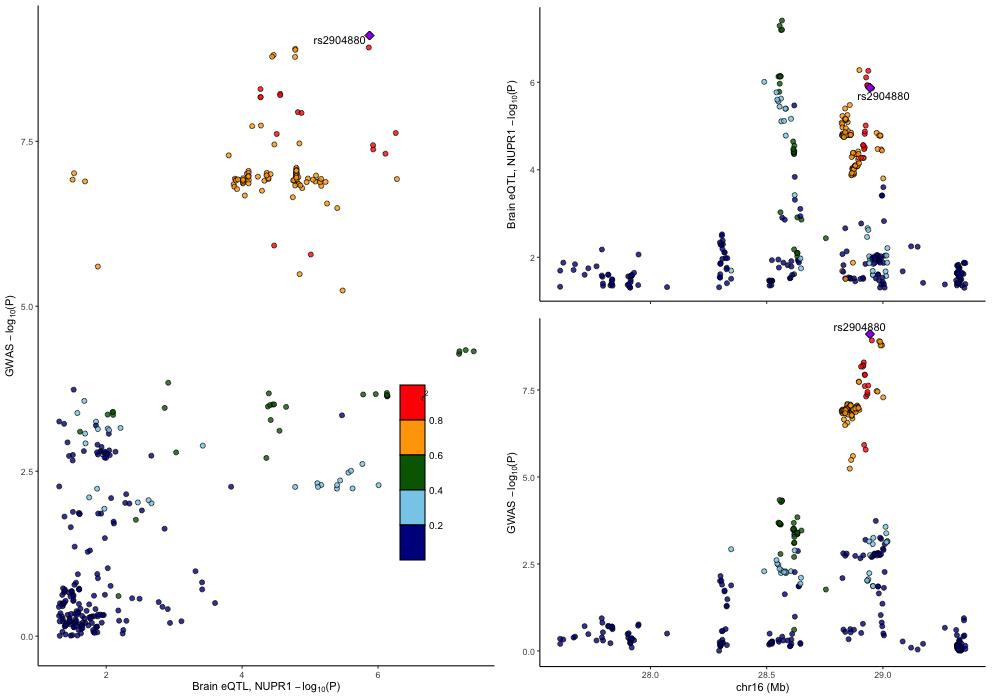 rs2904880
7.5
5.0
2.5
0.0
GWAS −log10(P)
2
4
6
Brain eQTL, NUPR1 −log10(P)
r2
0.8
0.6
0.4
0.2
6
4
2
Brain eQTL, NUPR1 −log10(P)
rs2904880
rs2904880
7.5
5.0
2.5
0.0
GWAS −log10(P)
28.0
28.5
29.0
chr16 (Mb)